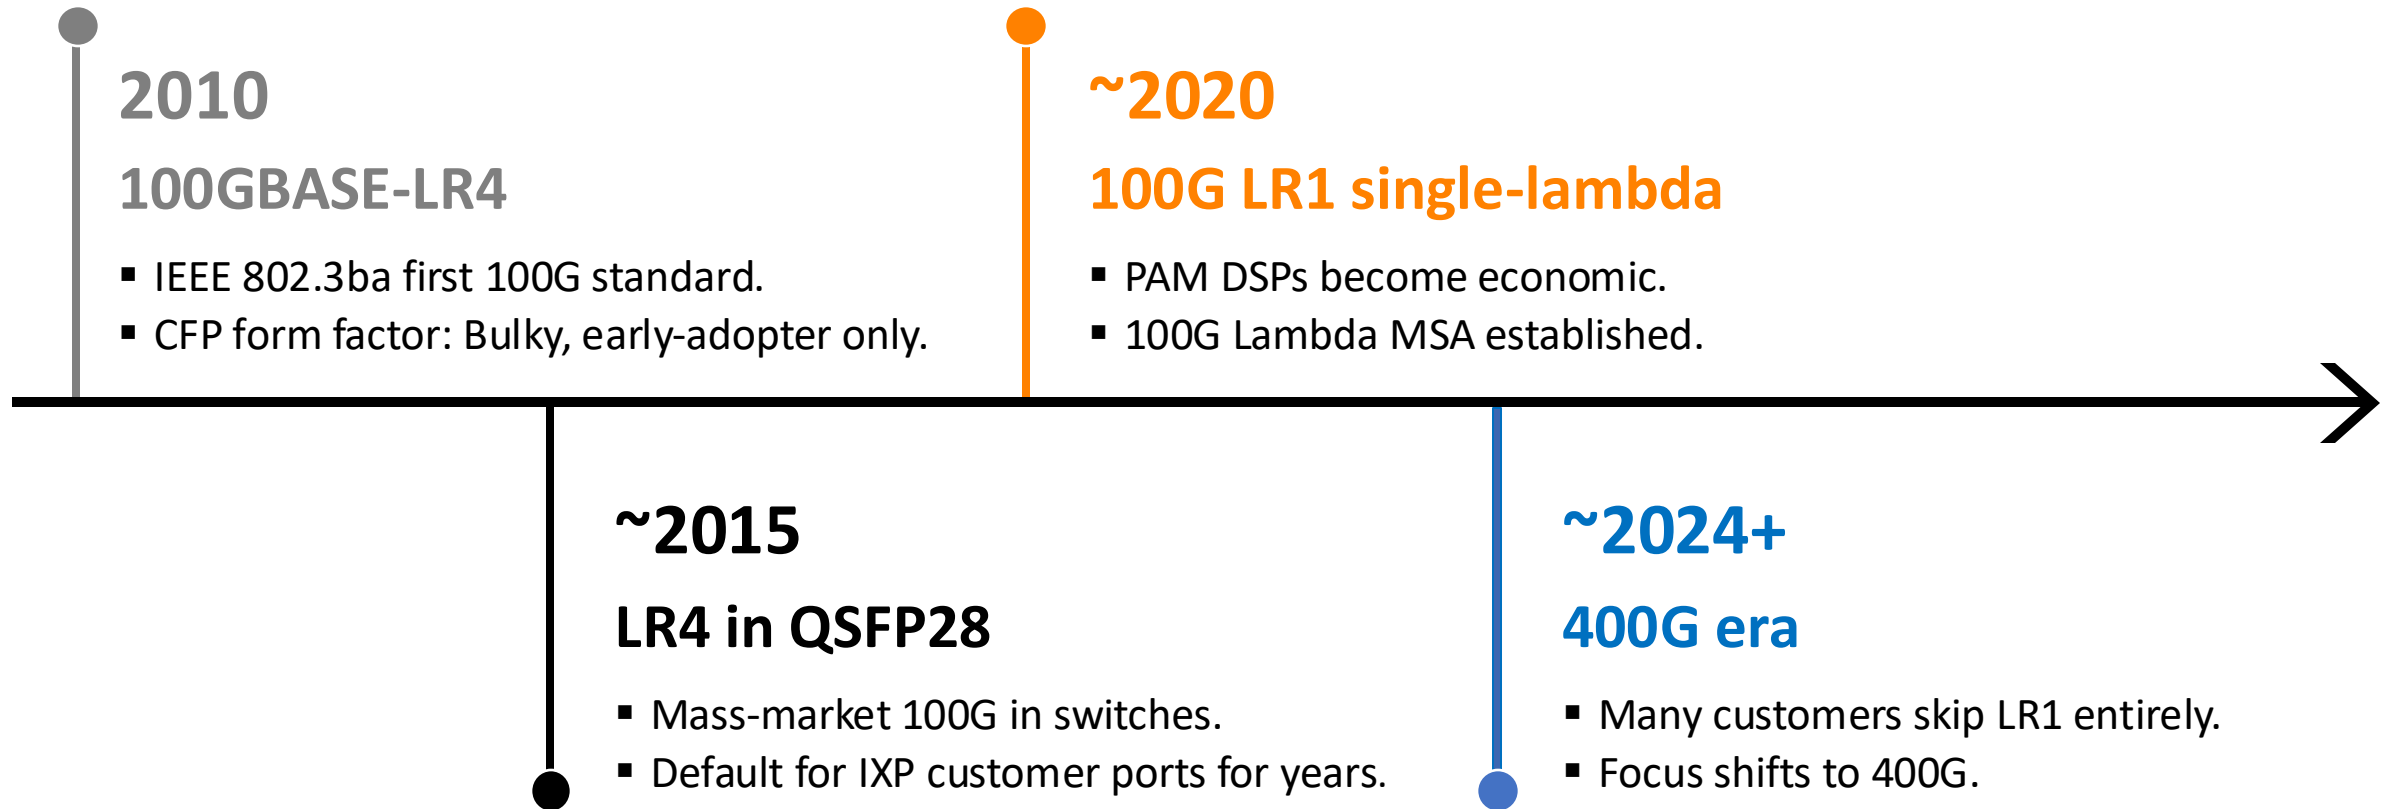 2010
100GBASE-LR4
▪ IEEE 802.3ba first 100G standard.
▪ CFP form factor: Bulky, early-adopter only.
~2015
LR4 in QSFP28
▪ Mass-market 100G in switches.
▪ Default for IXP customer ports for years.
~2020
100G LR1 single-lambda
▪ PAM DSPs become economic.
▪ 100G Lambda MSA established.
~2024+
400G era
▪ Many customers skip LR1 entirely.
▪ Focus shifts to 400G.